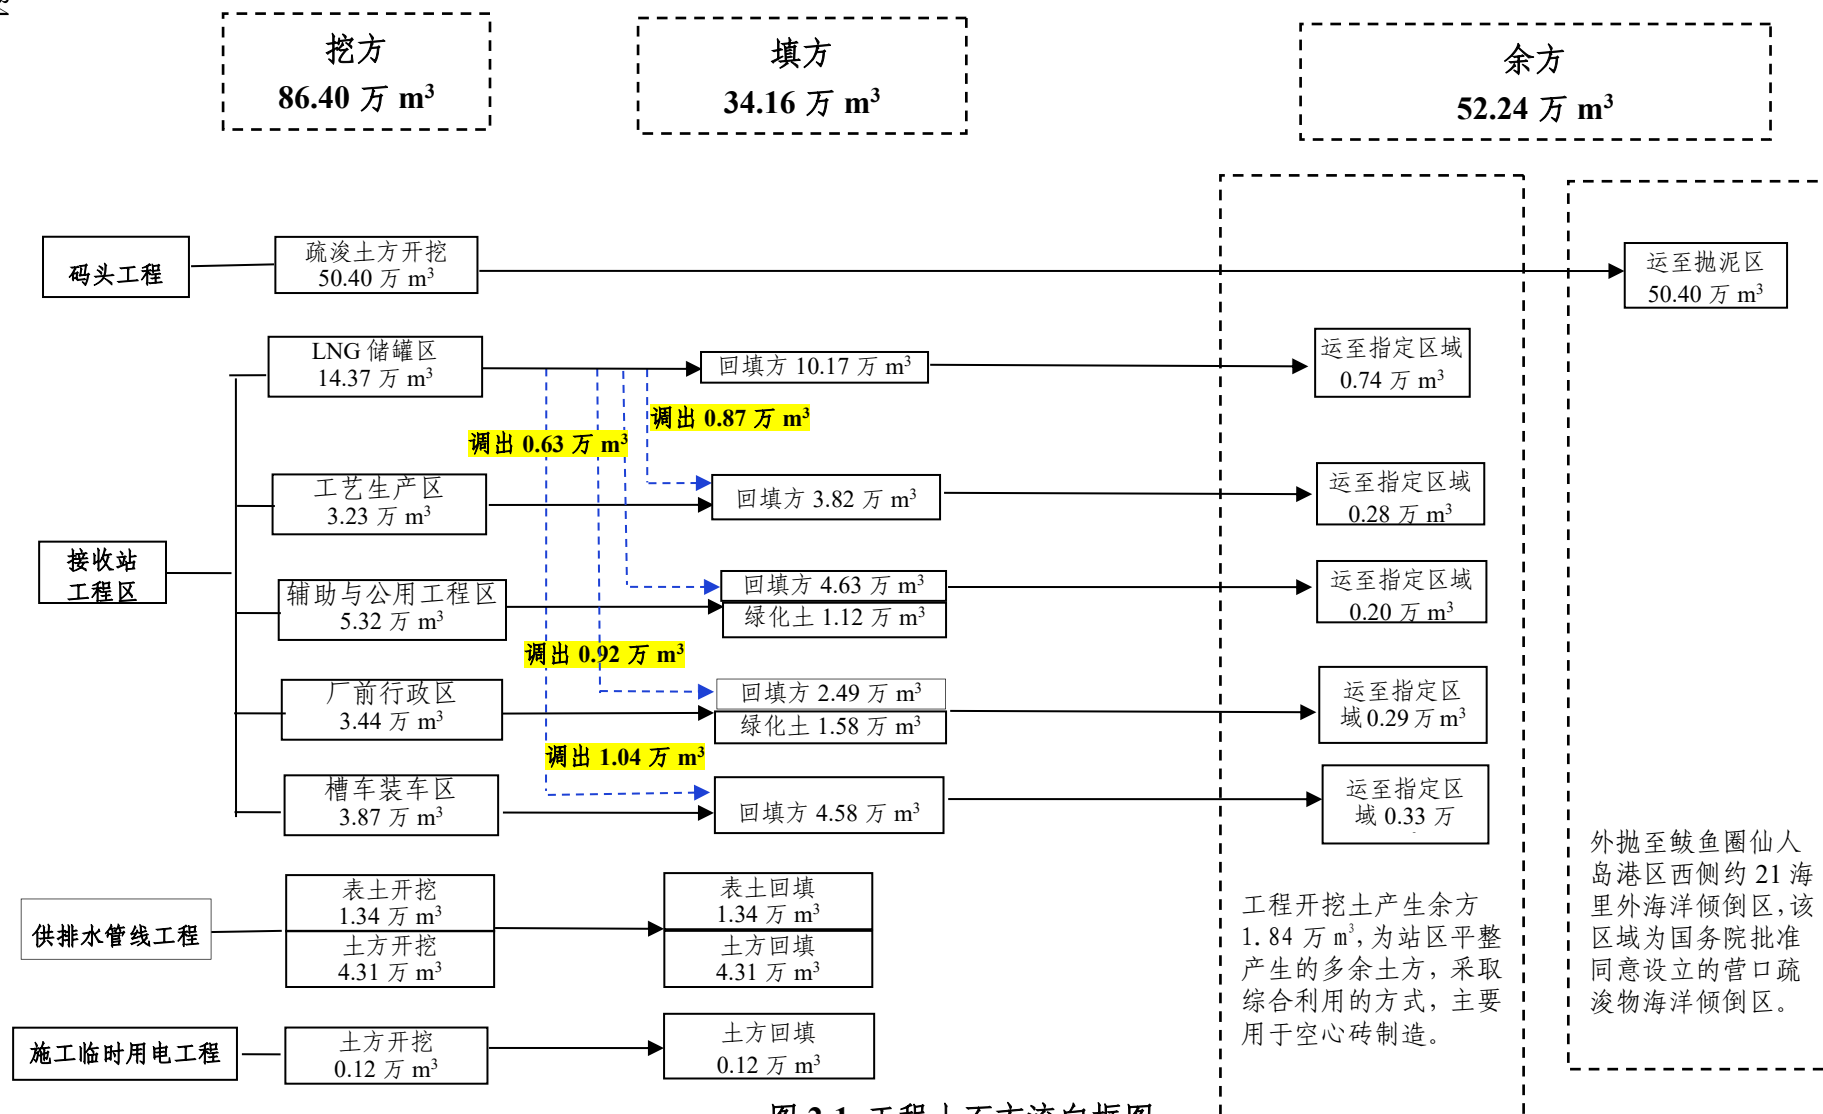 挖方
86.40 万 m³
填方
34.16 万 m³
余方
52.24 万 m³
码头工程
疏浚土方开挖
50.40 万 m³
运至抛泥区
50.40 万 m³
接收站
工程区
LNG 储罐区
14.37 万 m³
回填方 10.17 万 m³
运至指定区域
0.74 万 m³
调出 0.87 万 m³
调出 0.63 万 m³
工艺生产区
3.23 万 m³
回填方 3.82 万 m³
运至指定区域
0.28 万 m³
辅助与公用工程区
5.32 万 m³
回填方 4.63 万 m³
绿化土 1.12 万 m³
运至指定区域
0.20 万 m³
调出 0.92 万 m³
厂前行政区
3.44 万 m³
回填方 2.49 万 m³
绿化土 1.58 万 m³
运至指定区
域 0.29 万 m³
调出 1.04 万 m³
槽车装车区
3.87 万 m³
回填方 4.58 万 m³
运至指定区
域 0.33 万
供排水管线工程
表土开挖
1.34 万 m³
土方开挖
4.31 万 m³
表土回填
1.34 万 m³
土方回填
4.31 万 m³
施工临时用电工程
土方开挖
0.12 万 m³
土方回填
0.12 万 m³
工程开挖土产生余方
1.84 万 m³,为站区平整
产生的多余土方，采取
综合利用的方式，主要
用于空心砖制造。
外抛至鲅鱼圈仙人
岛港区西侧约 21 海
里外海洋倾倒区，该
区域为国务院批准
同意设立的营口疏
浚物海洋倾倒区。
图 2-1 工程土石方流向框图